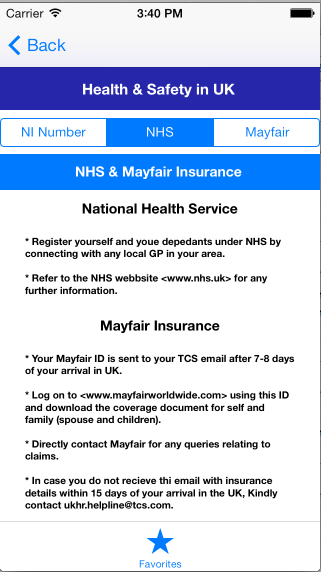 Carrier 3:40 PM
Back
Health & Safety in UK
NI Number NHS Mayfair
NHS & Mayfair Insurance
National Health Service
* Register yourself and youe depedants under NHS by
connecting with any local GP in your area.
* Refer to the NHS webbsite <www.nhs.uk> for any
further information.
Mayfair Insurance
* Your Mayfair ID is sent to your TCS email after 7-8 days
of your arrival in UK.
* Log on to <www.mayfairworldwide.com> using this ID
and download the coverage document for self and
family (spouse and children).
* Directly contact Mayfair for any queries relating to
claims.
* In case you do not recieve thi email with insurance
details within 15 days of your arrival in the UK, Kindly
contact ukhr.helpline@tcs.com.
Favorites